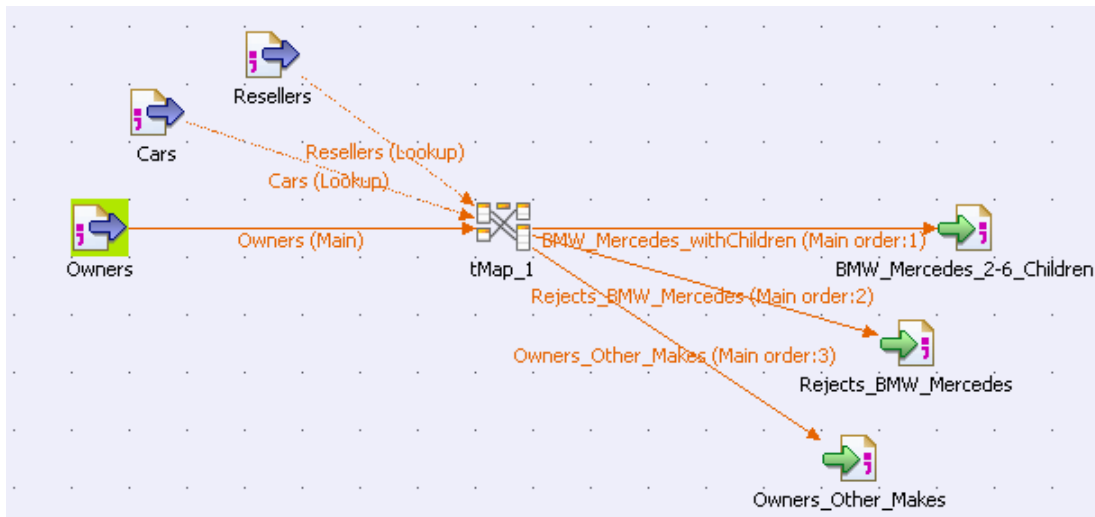 Resellers
Cars
Resellers (Lookup)
Cars (Lookup)
Owners (Main)
Owners
tMap_1
BMW_Mercedes_withChildren (Main order:1)
BMW_Mercedes_2-6_Children
Rejects_BMW_Mercedes (Main order:2)
Owners_Other_Makes (Main order:3)
Rejects_BMW_Mercedes
Owners_Other_Makes